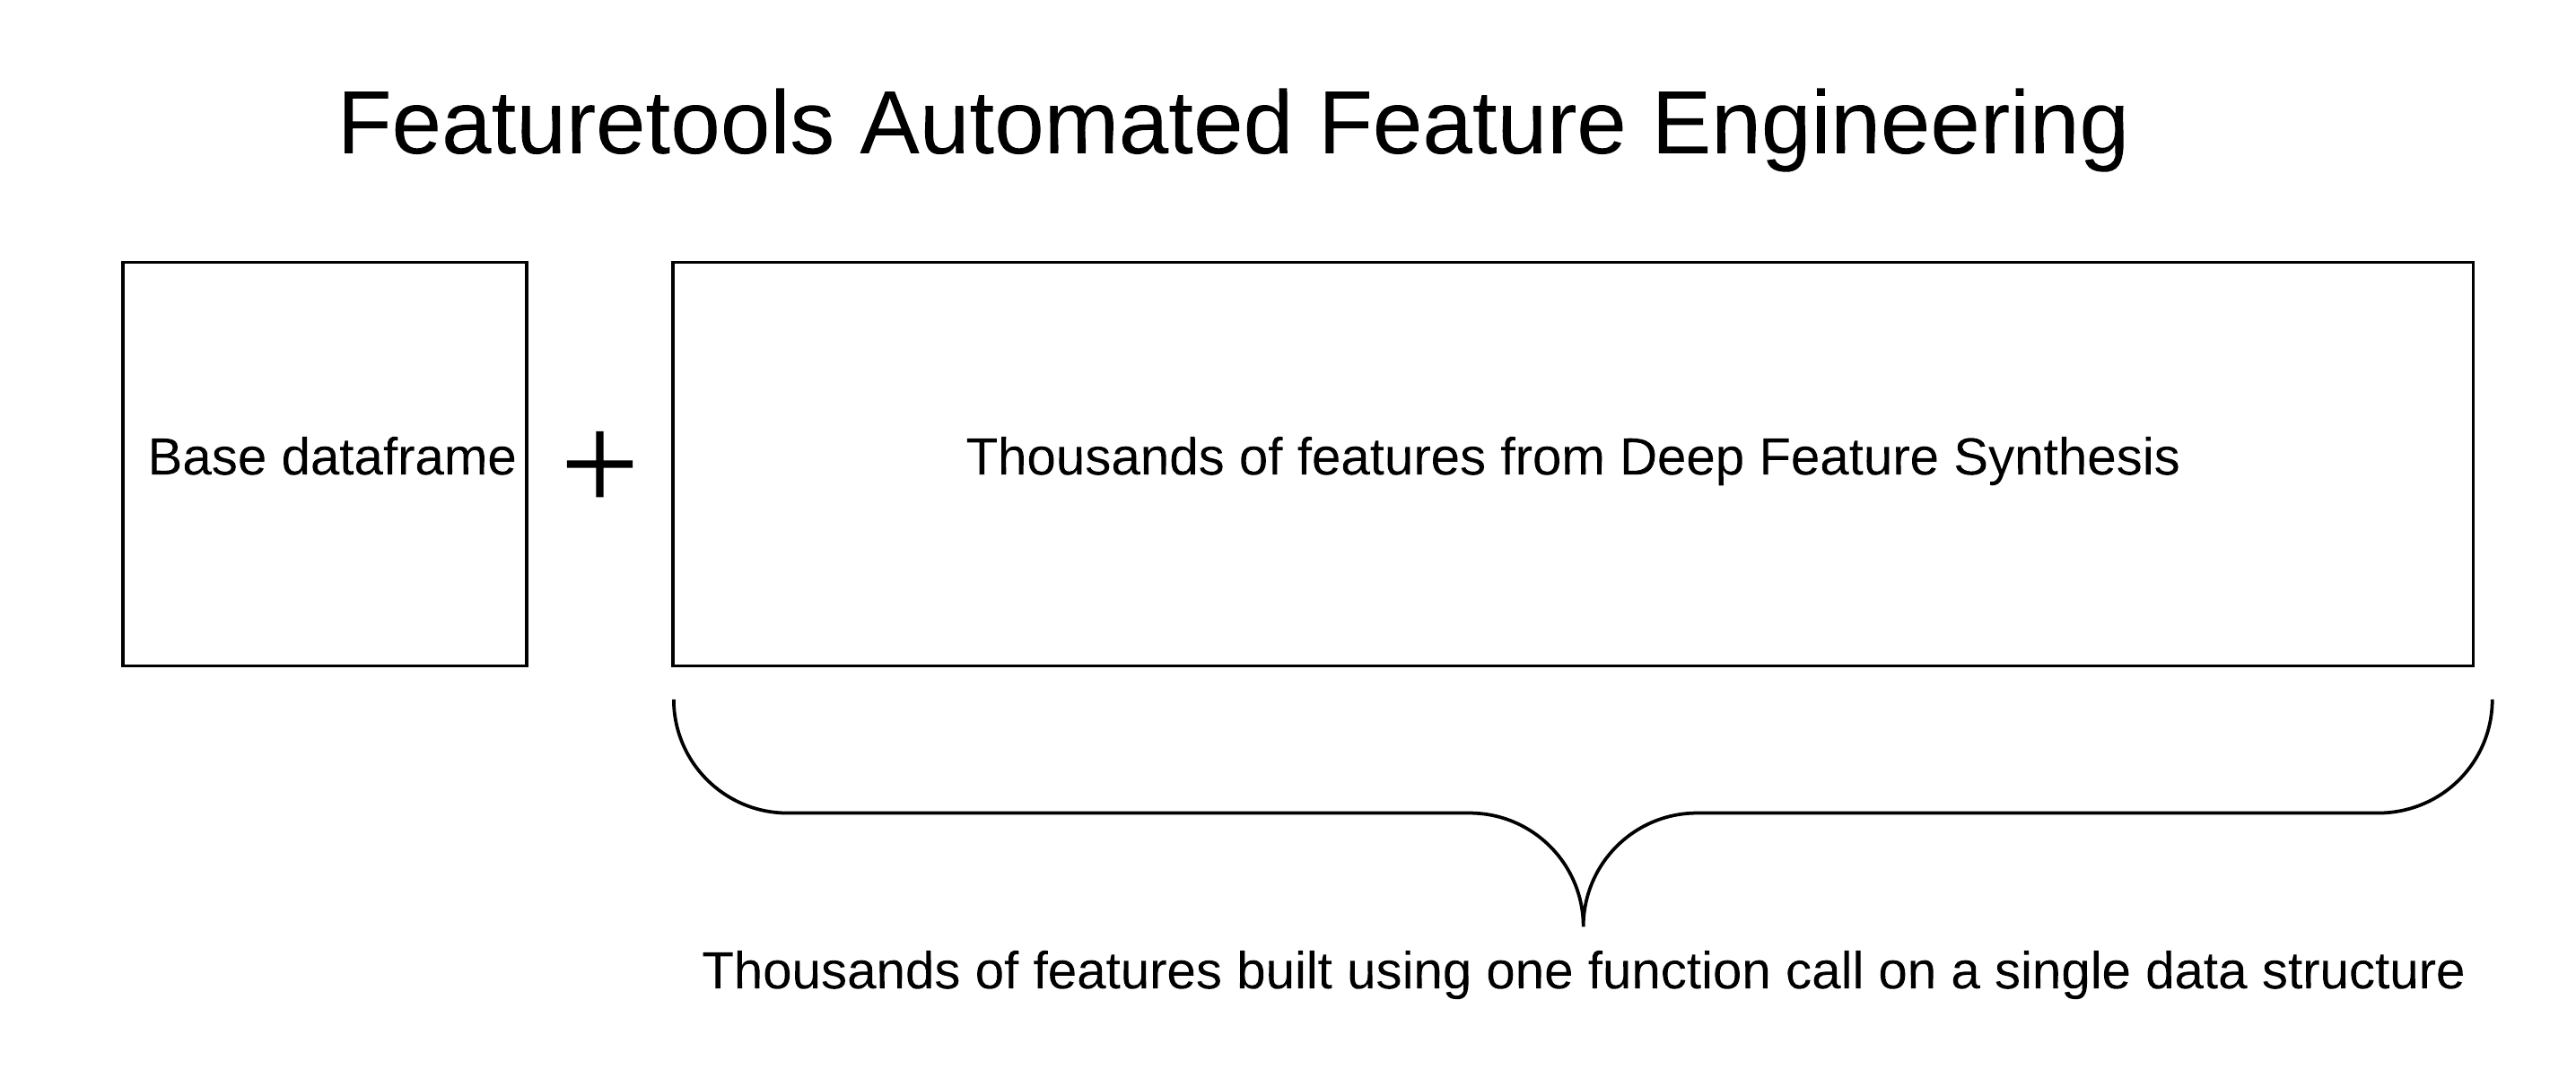 Featuretools Automated Feature Engineering
Base dataframe
+
Thousands of features from Deep Feature Synthesis
Thousands of features built using one function call on a single data structure